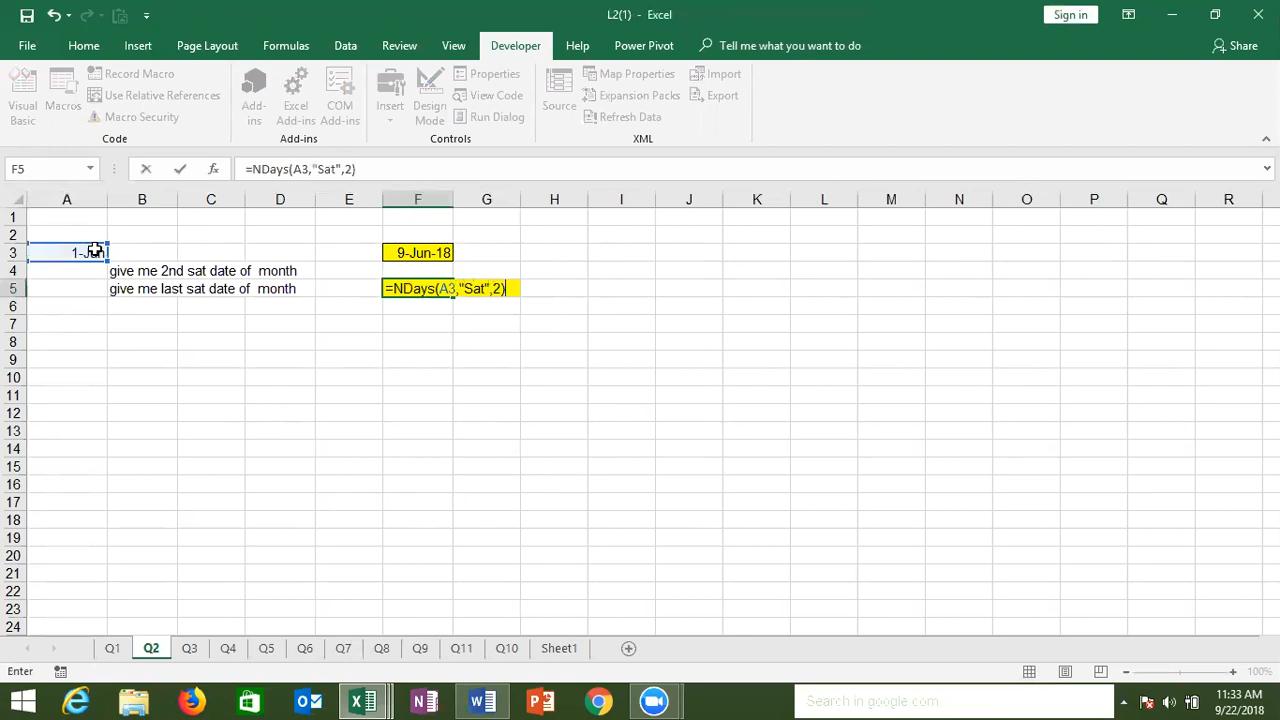 L2(1) - Excel
Sign in
File Home Insert Page Layout Formulas Data Review View Developer Help Power Pivot Tell me what you want to do Share
Visual Basic
Macros
Record Macro
Use Relative References
Macro Security
Code
Add-ins
Excel Add-ins
COM Add-ins
Add-ins
Insert
Design Mode
Properties
View Code
Run Dialog
Controls
Source
Map Properties
Expansion Packs
Refresh Data
Import
Export
XML
F5 fx =NDays(A3,"Sat",2)
A B C D E F G H I J K L M N O P Q R
1
2
3 1-Jun 9-Jun-18
4 give me 2nd sat date of month
5 give me last sat date of month =NDays(A3,"Sat",2)
6
7
8
9
10
11
12
13
14
15
16
17
18
19
20
21
22
23
24
Q1 Q2 Q3 Q4 Q5 Q6 Q7 Q8 Q9 Q11 Q10 Sheet1
Enter 100%
Search in google.com
11:33 AM
9/22/2018